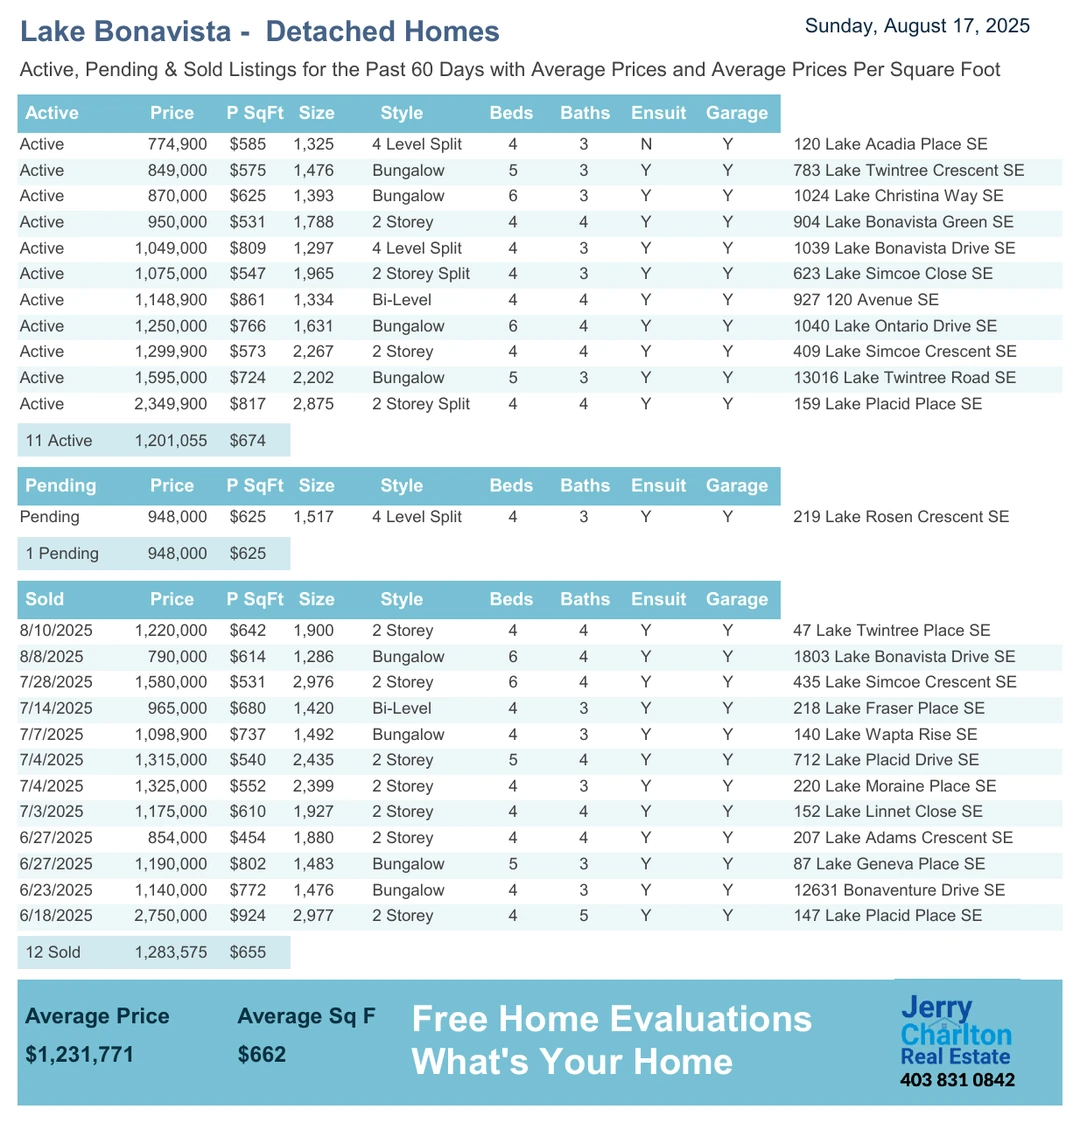 Lake Bonavista -  Detached Homes Sunday, August 17, 2025
Active, Pending & Sold Listings for the Past 60 Days with Average Prices and Average Prices Per Square Foot
Active Price P SqFt Size Style Beds Baths Ensuit Garage
Active 774,900 $585 1,325 4 Level Split 4 3 N Y 120 Lake Acadia Place SE
Active 849,000 $575 1,476 Bungalow 5 3 Y Y 783 Lake Twintree Crescent SE
Active 870,000 $625 1,393 Bungalow 6 3 Y Y 1024 Lake Christina Way SE
Active 950,000 $531 1,788 2 Storey 4 4 Y Y 904 Lake Bonavista Green SE
Active 1,049,000 $809 1,297 4 Level Split 4 3 Y Y 1039 Lake Bonavista Drive SE
Active 1,075,000 $547 1,965 2 Storey Split 4 3 Y Y 623 Lake Simcoe Close SE
Active 1,148,900 $861 1,334 Bi-Level 4 4 Y Y 927 120 Avenue SE
Active 1,250,000 $766 1,631 Bungalow 6 4 Y Y 1040 Lake Ontario Drive SE
Active 1,299,900 $573 2,267 2 Storey 4 4 Y Y 409 Lake Simcoe Crescent SE
Active 1,595,000 $724 2,202 Bungalow 5 3 Y Y 13016 Lake Twintree Road SE
Active 2,349,900 $817 2,875 2 Storey Split 4 4 Y Y 159 Lake Placid Place SE
11 Active 1,201,055 $674
Pending Price P SqFt Size Style Beds Baths Ensuit Garage
Pending 948,000 $625 1,517 4 Level Split 4 3 Y Y 219 Lake Rosen Crescent SE
1 Pending 948,000 $625
Sold Price P SqFt Size Style Beds Baths Ensuit Garage
8/10/2025 1,220,000 $642 1,900 2 Storey 4 4 Y Y 47 Lake Twintree Place SE
8/8/2025 790,000 $614 1,286 Bungalow 6 4 Y Y 1803 Lake Bonavista Drive SE
7/28/2025 1,580,000 $531 2,976 2 Storey 6 4 Y Y 435 Lake Simcoe Crescent SE
7/14/2025 965,000 $680 1,420 Bi-Level 4 3 Y Y 218 Lake Fraser Place SE
7/7/2025 1,098,900 $737 1,492 Bungalow 4 3 Y Y 140 Lake Wapta Rise SE
7/4/2025 1,315,000 $540 2,435 2 Storey 5 4 Y Y 712 Lake Placid Drive SE
7/4/2025 1,325,000 $552 2,399 2 Storey 4 3 Y Y 220 Lake Moraine Place SE
7/3/2025 1,175,000 $610 1,927 2 Storey 4 4 Y Y 152 Lake Linnet Close SE
6/27/2025 854,000 $454 1,880 2 Storey 4 4 Y Y 207 Lake Adams Crescent SE
6/27/2025 1,190,000 $802 1,483 Bungalow 5 3 Y Y 87 Lake Geneva Place SE
6/23/2025 1,140,000 $772 1,476 Bungalow 4 3 Y Y 12631 Bonaventure Drive SE
6/18/2025 2,750,000 $924 2,977 2 Storey 4 5 Y Y 147 Lake Placid Place SE
12 Sold 1,283,575 $655
Average Price Average Sq F
$1,231,771 $662
Free Home Evaluations
What's Your Home
Jerry
Charlton
Real Estate
403 831 0842